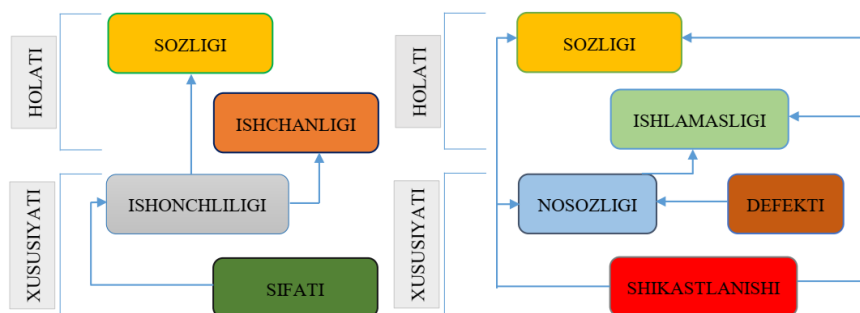 HOLATI
SOZLIGI
ISHCHANLIGI
XUSUSIYATI
ISHONCHLILIGI
SIFATI
HOLATI
SOZLIGI
ISHLAMASLIGI
XUSUSIYATI
NOSOZLIGI
DEFEKTI
SHIKASTLANISHI